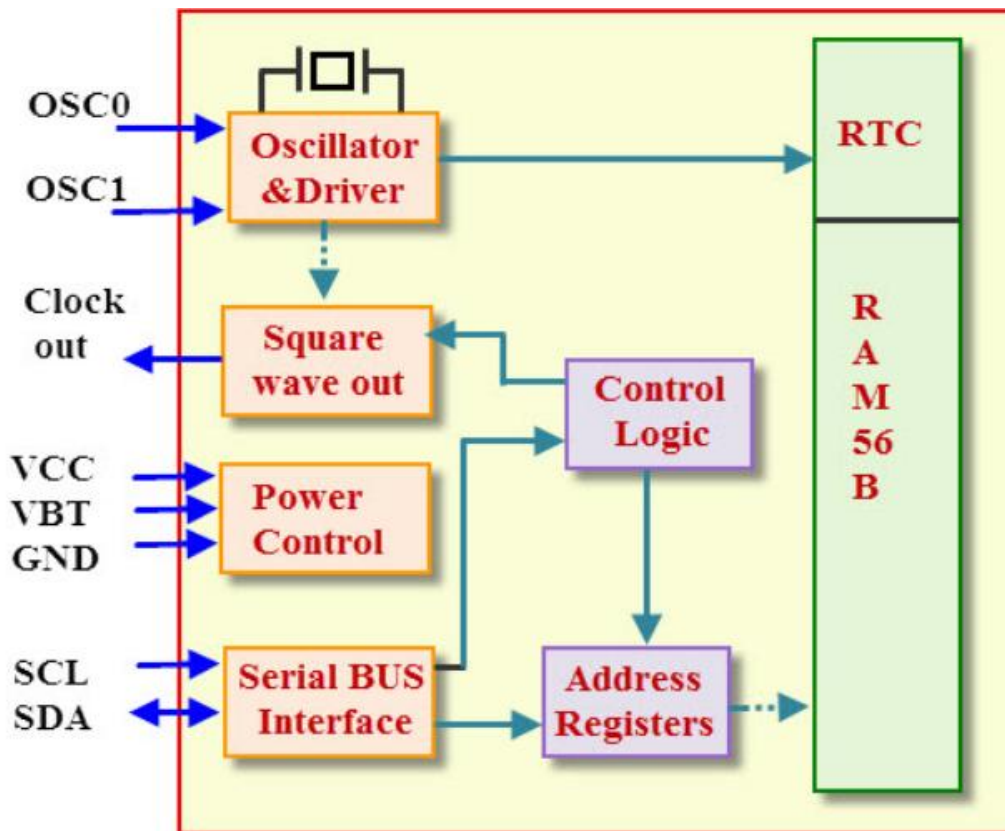 OSC0
OSC1
Oscillator
&Driver
RTC
Clock
out
Square
wave out
Control
Logic
R
A
M
56
B
VCC
VBT
GND
Power
Control
SCL
SDA
Serial BUS
Interface
Address
Registers